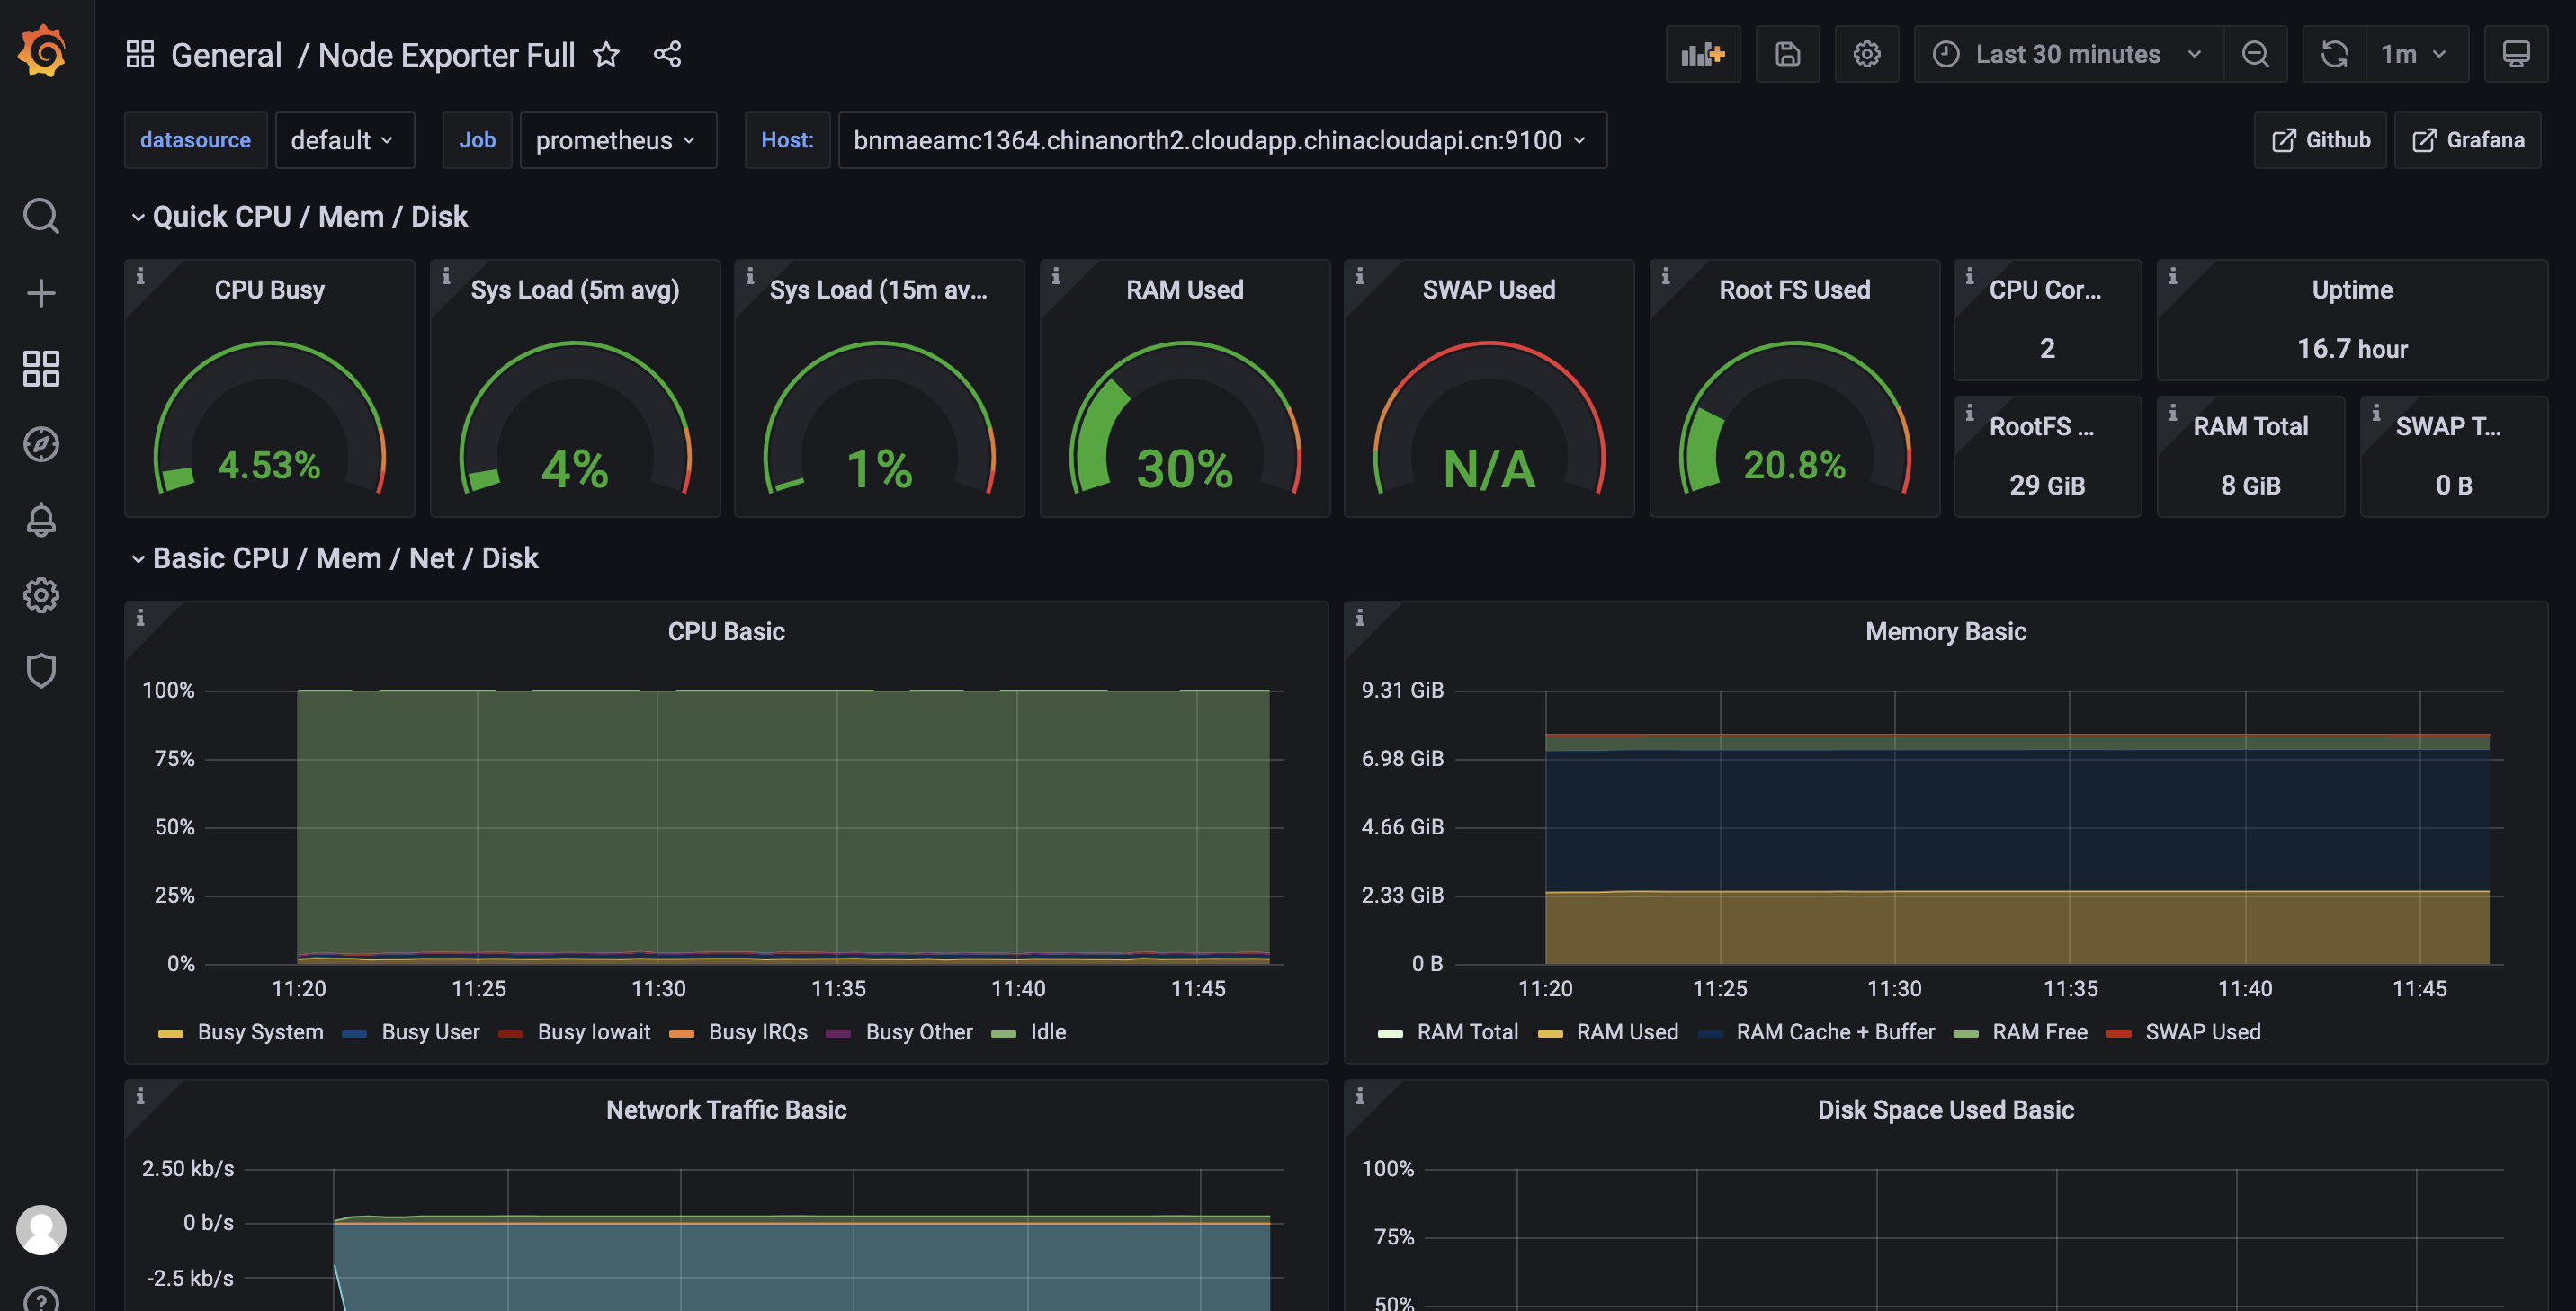 General / Node Exporter Full
Last 30 minutes
1m
datasource default Job prometheus Host: bnmaeamc1364.chinanorth2.cloudapp.chinacloudapi.cn:9100 Github Grafana
Quick CPU / Mem / Disk
CPU Busy
4.53%
Sys Load (5m avg)
4%
Sys Load (15m av...
1%
RAM Used
30%
SWAP Used
N/A
Root FS Used
20.8%
CPU Cor...
2
Uptime
16.7 hour
RootFS ...
29 GiB
RAM Total
8 GiB
SWAP T...
0 B
Basic CPU / Mem / Net / Disk
CPU Basic
100%
75%
50%
25%
0%
11:20 11:25 11:30 11:35 11:40 11:45
Busy System Busy User Busy Iowait Busy IRQs Busy Other Idle
Memory Basic
9.31 GiB
6.98 GiB
4.66 GiB
2.33 GiB
0 B
11:20 11:25 11:30 11:35 11:40 11:45
RAM Total RAM Used RAM Cache + Buffer RAM Free SWAP Used
Network Traffic Basic
2.50 kb/s
0 b/s
-2.5 kb/s
Disk Space Used Basic
100%
75%
50%